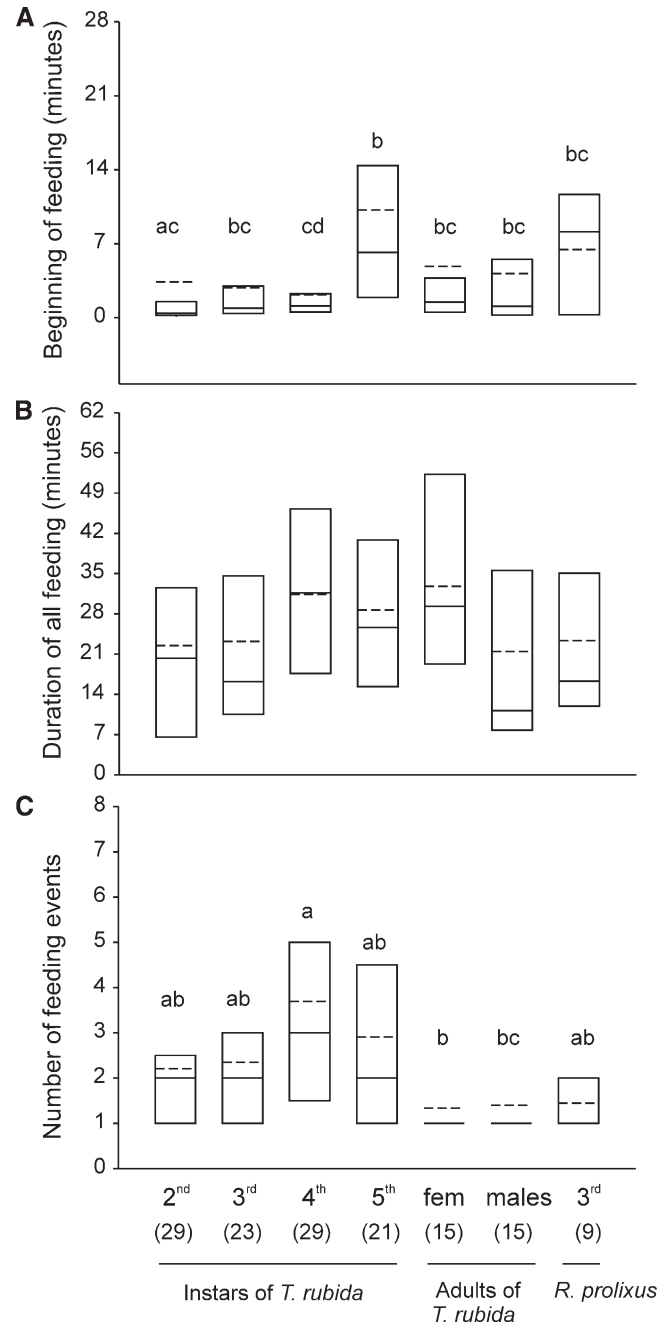 A
Beginning of feeding (minutes)
28
21
14
7
0
ac
bc
cd
b
bc
bc
bc
B
Duration of all feeding (minutes)
62
56
49
42
35
28
21
14
7
0
C
Number of feeding events
8
7
6
5
4
3
2
1
0
ab
ab
a
ab
b
bc
ab
2nd 3rd 4th 5th fem males 3rd
(29) (23) (29) (21) (15) (15) (9)
Instars of T. rubida
Adults of
T. rubida
R. prolixus